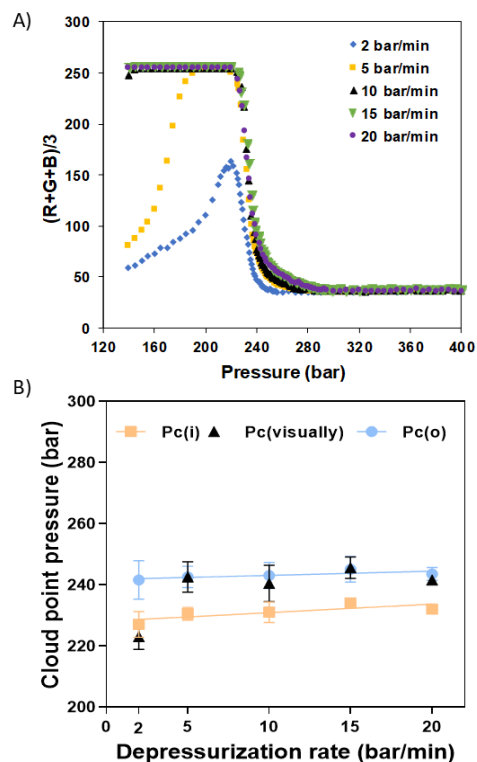 A)
(R+G+B)/3
300
250
200
150
100
50
0
2 bar/min
5 bar/min
10 bar/min
15 bar/min
20 bar/min
120 160 200 240 280 320 360 400
Pressure (bar)
B)
Cloud point pressure (bar)
300
280
260
240
220
200
Pc(i) Pc(visually) Pc(o)
0 2 5 10 15 20
Depressurization rate (bar/min)